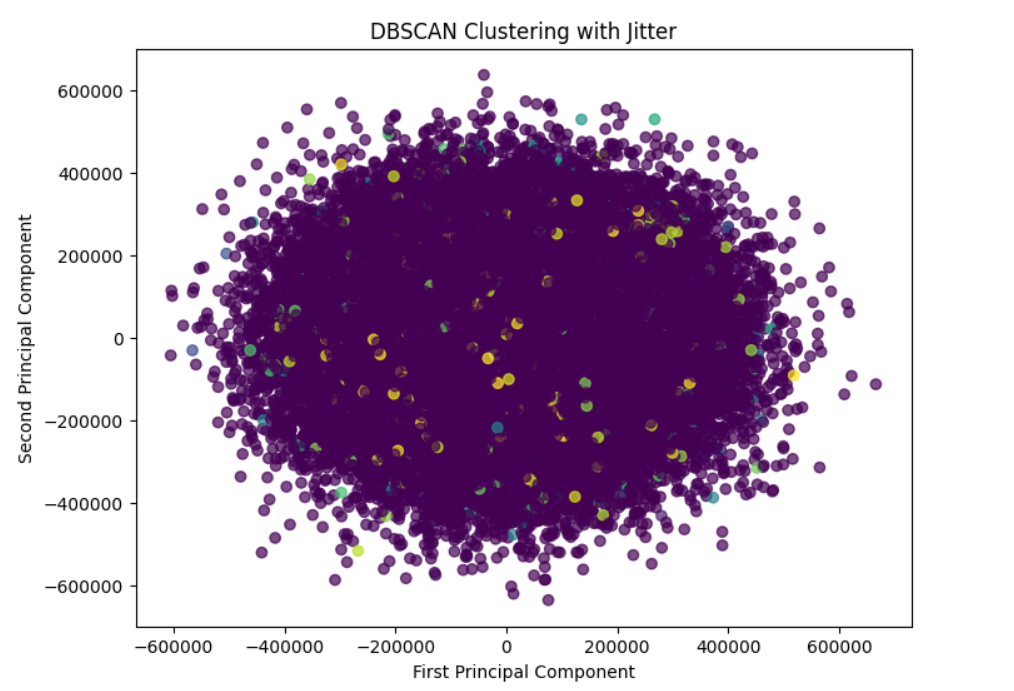 DBSCAN Clustering with Jitter
600000
400000
200000
0
−200000
−400000
−600000
Second Principal Component
−600000 −400000 −200000 0 200000 400000 600000
First Principal Component